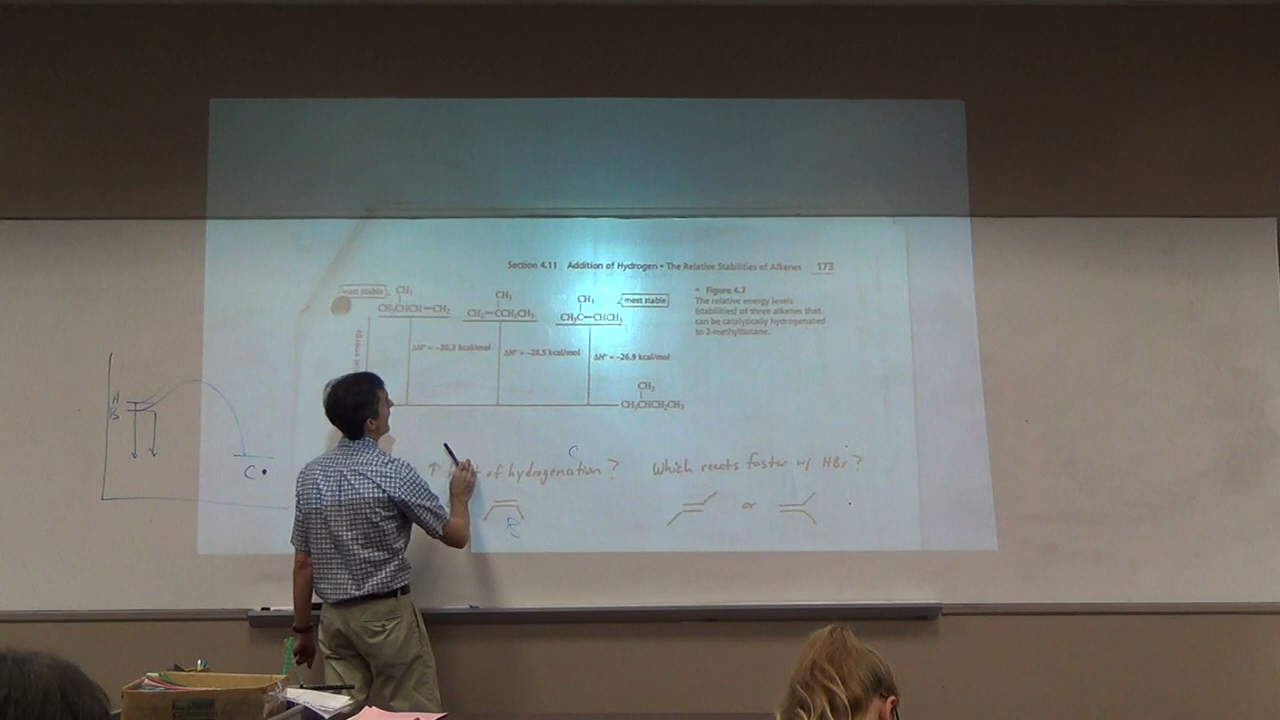 Section 4.11 Addition of Hydrogen • The Relative Stabilities of Alkenes 173
least stable
CH₃
CH₃CHCH=CH₂
CH₃
CH₂=CCH₂CH₃
CH₃
CH₃C=CHCH₃
most stable
Figure 4.7
The relative energy levels
(stabilities) of three alkenes that
can be catalytically hydrogenated
to 2-methylbutane.
energy
ΔH° = −30.3 kcal/mol
ΔH° = −28.5 kcal/mol
ΔH° = −26.9 kcal/mol
CH₃
CH₃CHCH₂CH₃
A
B
C
C
↑ of hydrogenation ?
Which reacts faster w/ HBr ?
or